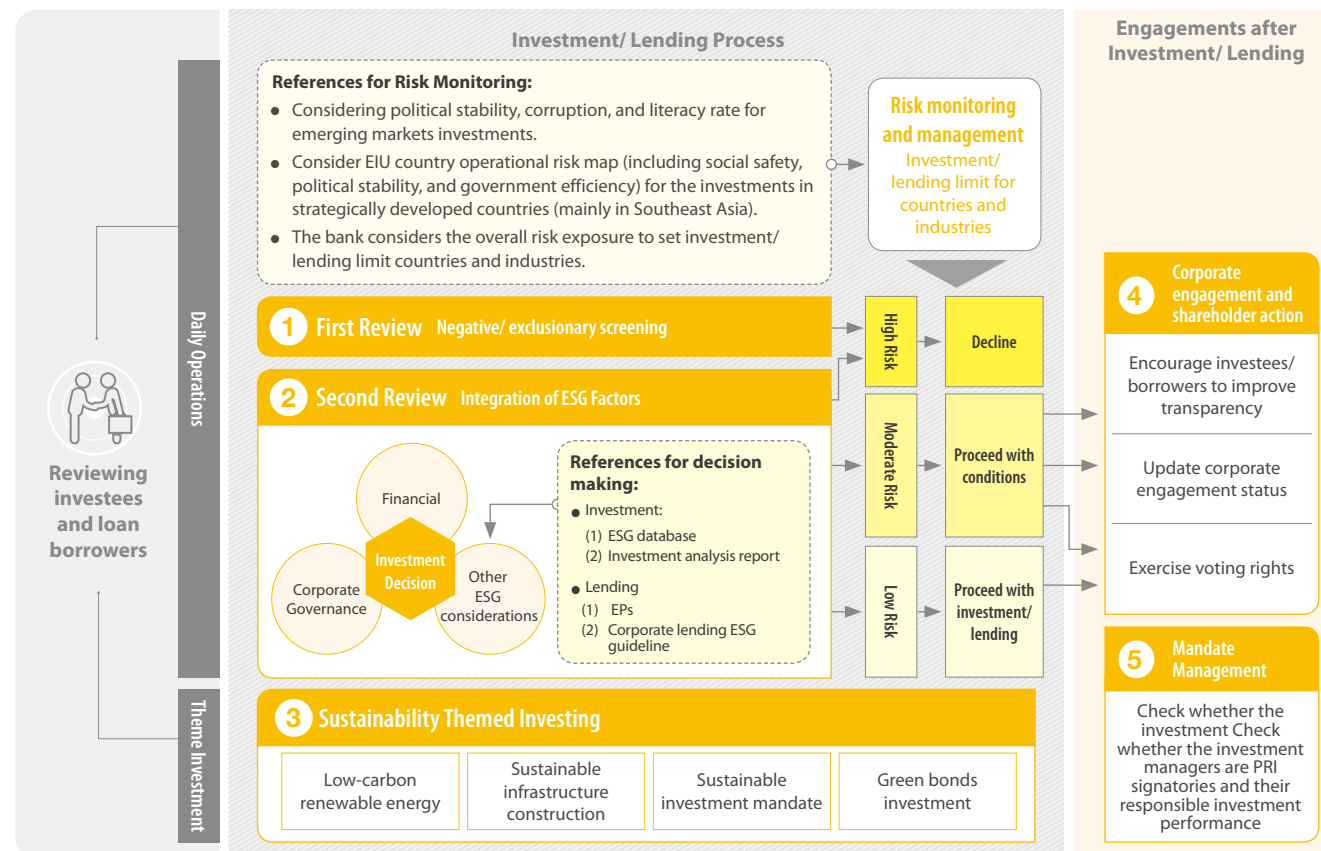 Investment/ Lending Process
Engagements after
Investment/ Lending
Reviewing
investees
and loan
borrowers
Daily Operations
Theme Investment
References for Risk Monitoring:
● Considering political stability, corruption, and literacy rate for
emerging markets investments.
● Consider EIU country operational risk map (including social safety,
political stability, and government efficiency) for the investments in
strategically developed countries (mainly in Southeast Asia).
● The bank considers the overall risk exposure to set investment/
lending limit countries and industries.
Risk monitoring
and management
Investment/
lending limit for
countries and
industries
1 First Review Negative/ exclusionary screening
High Risk
Decline
2 Second Review Integration of ESG Factors
Financial
Investment
Decision
Corporate
Governance
Other
ESG
considerations
References for decision
making:
● Investment:
(1) ESG database
(2) Investment analysis report
● Lending
(1) EPs
(2) Corporate lending ESG
guideline
Moderate Risk
Proceed with
conditions
Low Risk
Proceed with
investment/
lending
3 Sustainability Themed Investing
Low-carbon
renewable energy
Sustainable
infrastructure
construction
Sustainable
investment mandate
Green bonds
investment
4 Corporate
engagement and
shareholder action
Encourage investees/
borrowers to improve
transparency
Update corporate
engagement status
Exercise voting rights
5 Mandate
Management
Check whether the
investment Check
whether the investment
managers are PRI
signatories and their
responsible investment
performance